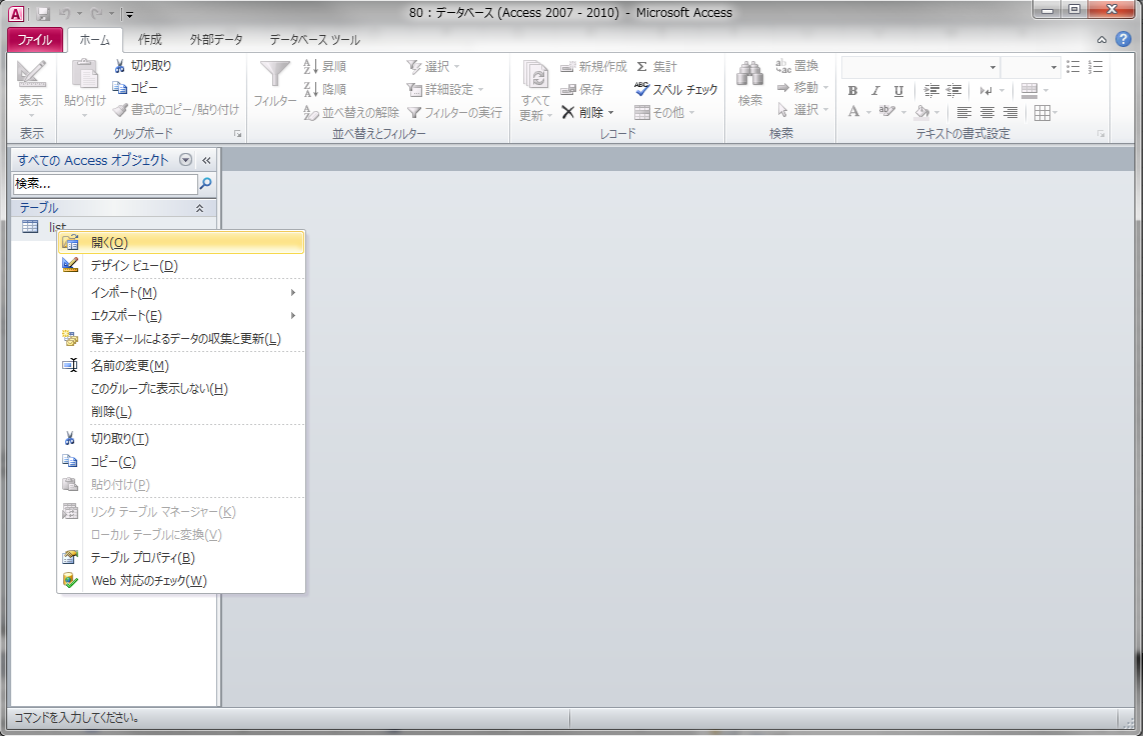 80 : データベース (Access 2007 - 2010) - Microsoft Access
ファイル ホーム 作成 外部データ データベース ツール
表示
表示
貼り付け
切り取り
コピー
書式のコピー/貼り付け
クリップボード
フィルター
昇順
降順
並べ替えの解除
選択
詳細設定
フィルターの実行
並べ替えとフィルター
すべて
更新
新規作成
保存
削除
集計
スペル チェック
その他
レコード
検索
置換
移動
選択
検索
B I U
A
テキストの書式設定
すべての Access オブジェクト
検索...
テーブル
list
開く(O)
デザイン ビュー(D)
インポート(M)
エクスポート(E)
電子メールによるデータの収集と更新(L)
名前の変更(M)
このグループに表示しない(H)
削除(L)
切り取り(T)
コピー(C)
貼り付け(P)
リンク テーブル マネージャー(K)
ローカル テーブルに変換(V)
テーブル プロパティ(B)
Web 対応のチェック(W)
コマンドを入力してください。